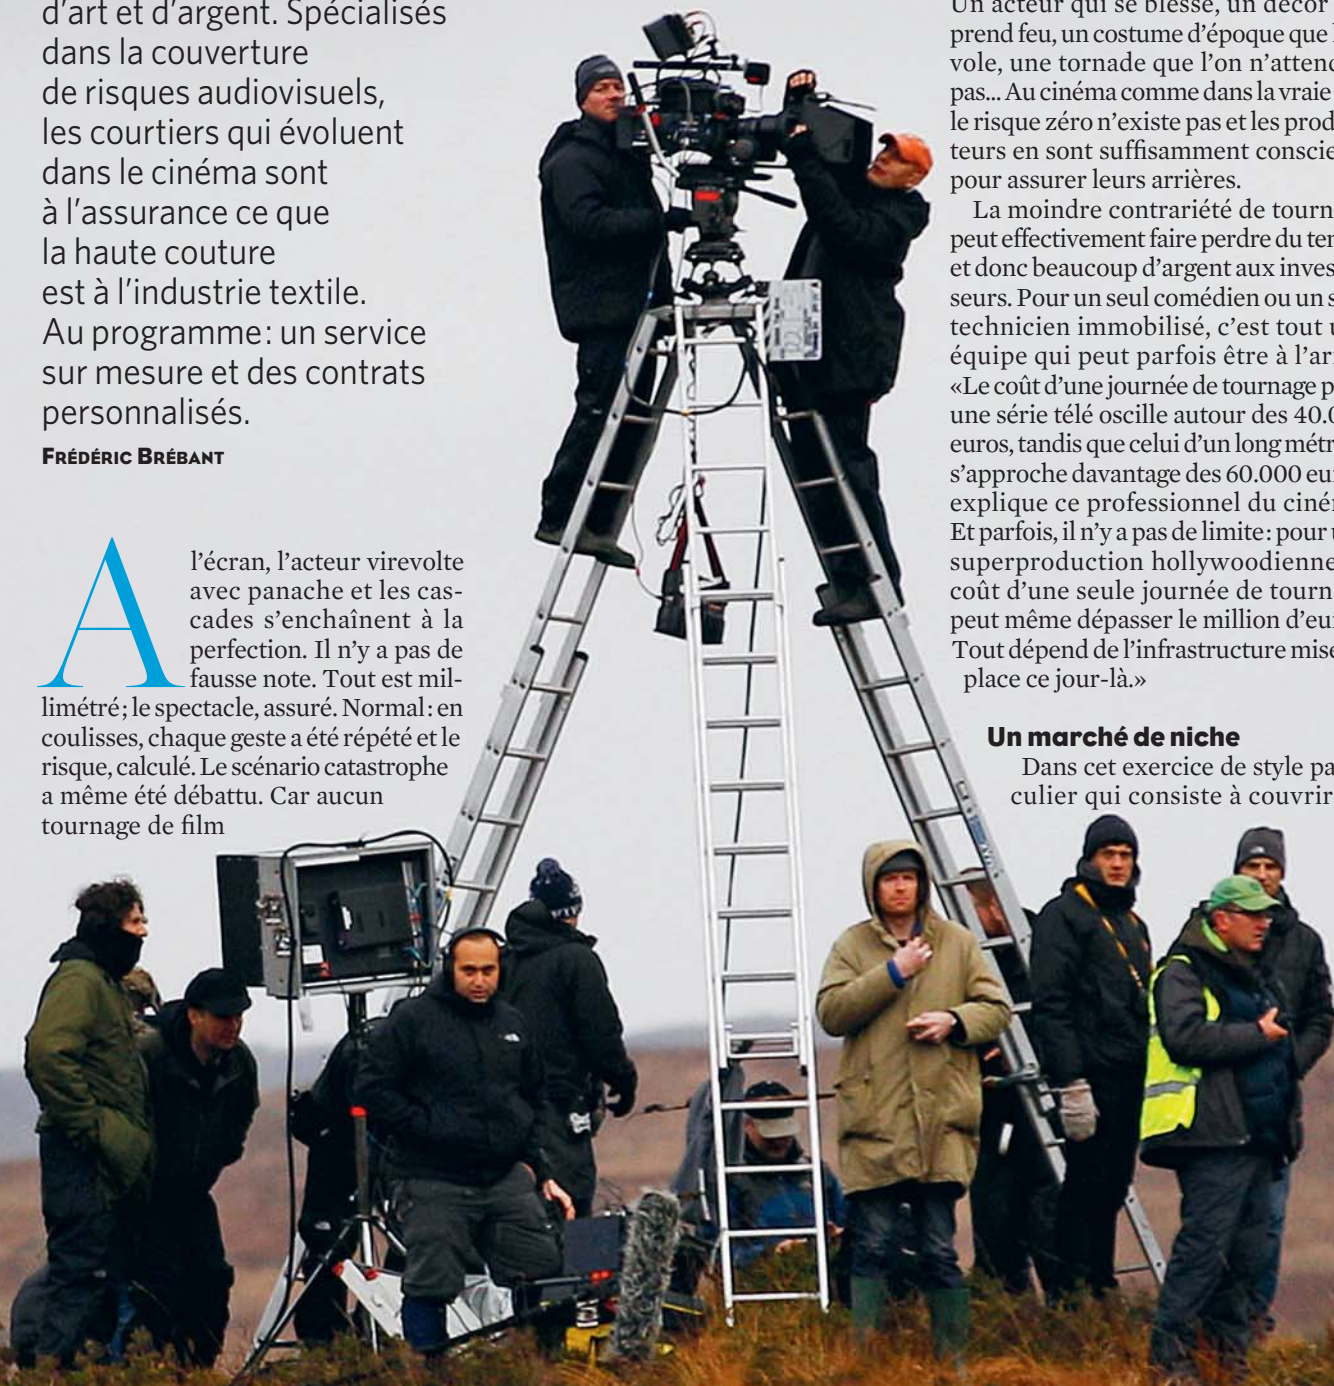 d'art et d'argent. Spécialisés
dans la couverture
de risques audiovisuels,
les courtiers qui évoluent
dans le cinéma sont
à l'assurance ce que
la haute couture
est à l'industrie textile.
Au programme: un service
sur mesure et des contrats
personnalisés.
FRÉDÉRIC BRÉBANT
A l'écran, l'acteur virevolte
avec panache et les cas-
cades s'enchaînent à la
perfection. Il n'y a pas de
fausse note. Tout est mil-
limétré; le spectacle, assuré. Normal: en
coulisses, chaque geste a été répété et le
risque, calculé. Le scénario catastrophe
a même été débattu. Car aucun
tournage de film
Un acteur qui se blesse, un décor
prend feu, un costume d'époque que
vole, une tornade que l'on n'attend
pas... Au cinéma comme dans la vraie
le risque zéro n'existe pas et les prod
teurs en sont suffisamment conscie
pour assurer leurs arrières.
La moindre contrariété de tourn
peut effectivement faire perdre du te
et donc beaucoup d'argent aux inves
seurs. Pour un seul comédien ou un s
technicien immobilisé, c'est tout u
équipe qui peut parfois être à l'ar
«Le coût d'une journée de tournage p
une série télé oscille autour des 40.0
euros, tandis que celui d'un long métr
s'approche davantage des 60.000 eu
explique ce professionnel du ciné
Et parfois, il n'y a pas de limite: pour u
superproduction hollywoodienne
coût d'une seule journée de tourn
peut même dépasser le million d'eu
Tout dépend de l'infrastructure mise
place ce jour-là.»
Un marché de niche
Dans cet exercice de style pa
culier qui consiste à couvrir